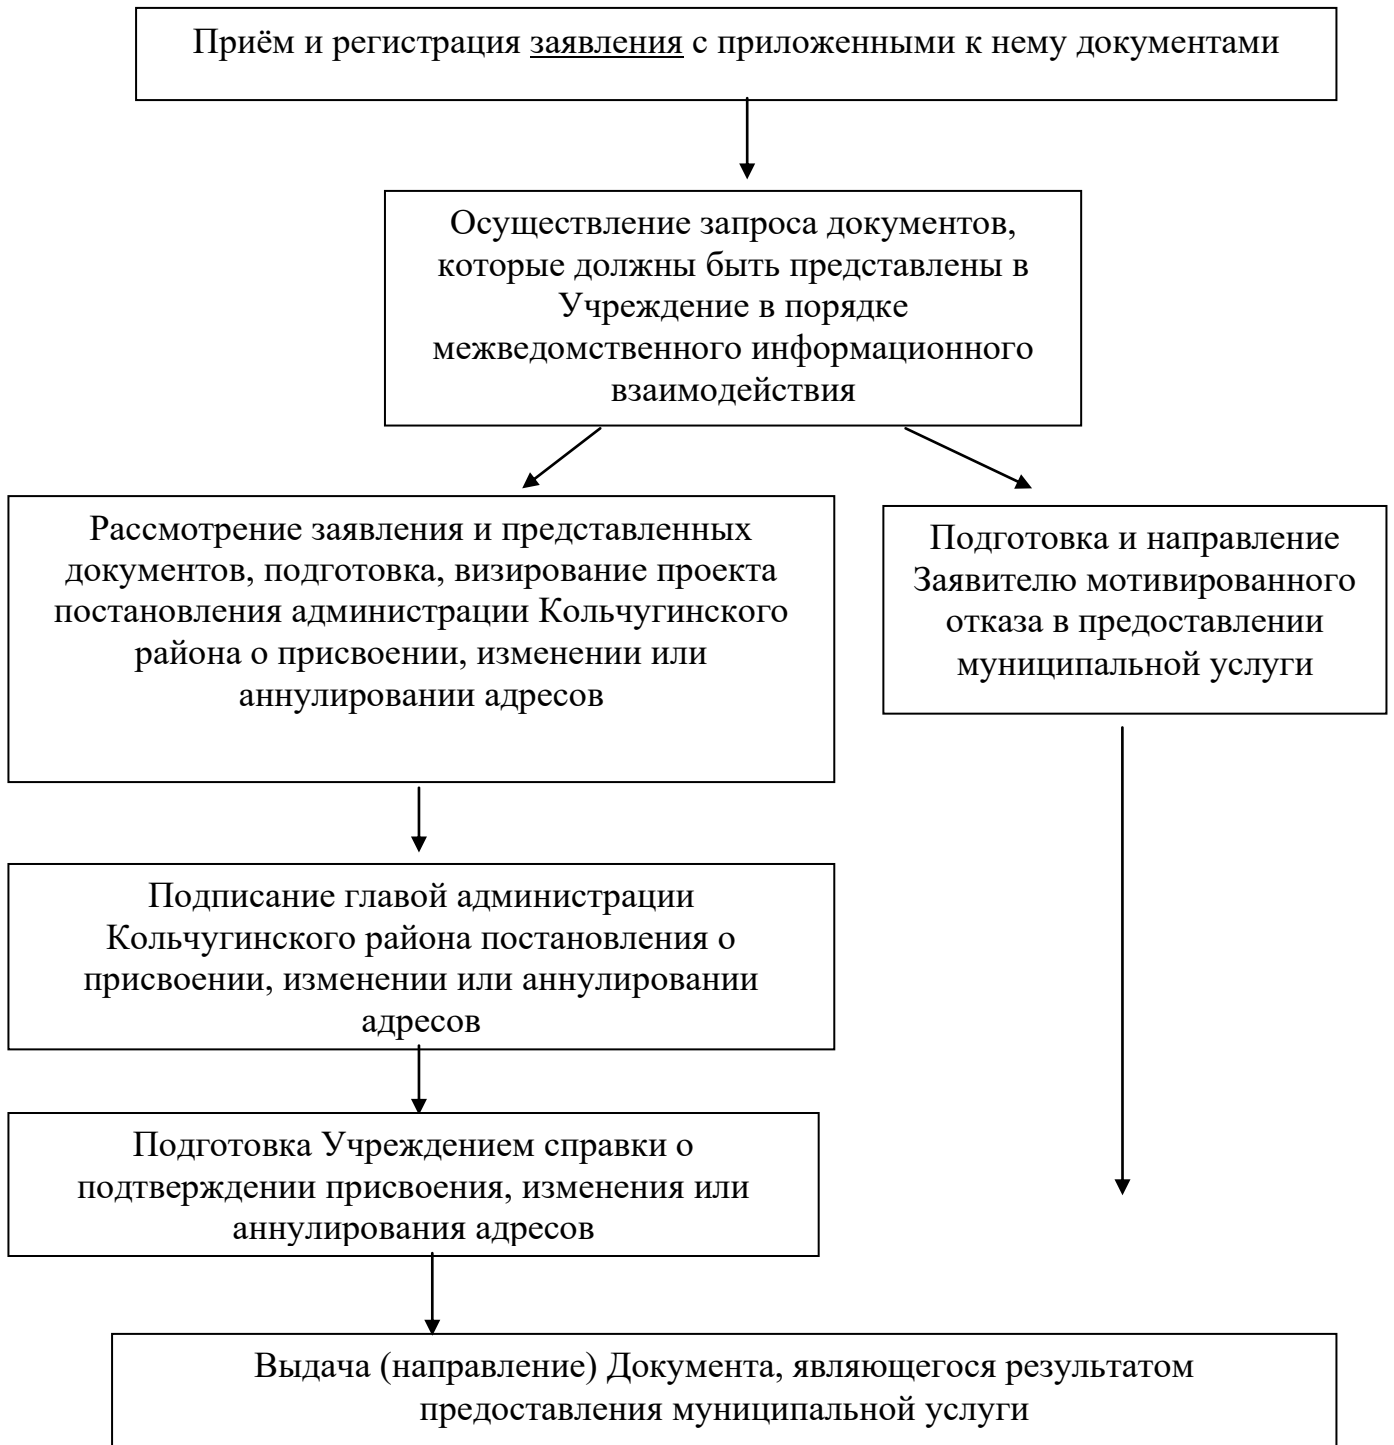 Приём и регистрация заявления с приложенными к нему документами
Осуществление запроса документов,
которые должны быть представлены в
Учреждение в порядке
межведомственного информационного
взаимодействия
Рассмотрение заявления и представленных
документов, подготовка, визирование проекта
постановления администрации Кольчугинского
района о присвоении, изменении или
аннулировании адресов
Подготовка и направление
Заявителю мотивированного
отказа в предоставлении
муниципальной услуги
Подписание главой администрации
Кольчугинского района постановления о
присвоении, изменении или аннулировании
адресов
Подготовка Учреждением справки о
подтверждении присвоения, изменения или
аннулирования адресов
Выдача (направление) Документа, являющегося результатом
предоставления муниципальной услуги